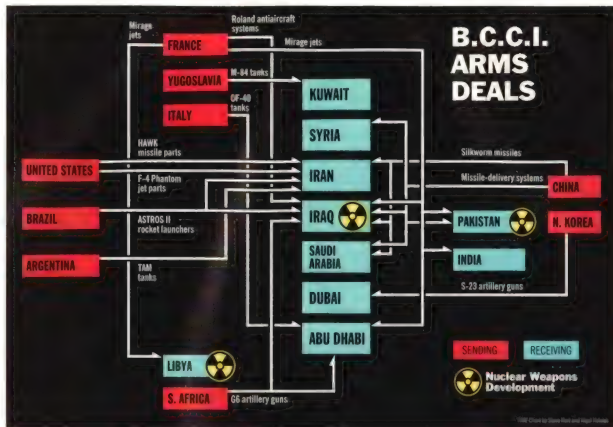 B.C.C.I.
ARMS
DEALS
Mirage
jets
Roland antiaircraft
systems
FRANCE
Mirage jets
YUGOSLAVIA
M-84 tanks
KUWAIT
ITALY
OF-40
tanks
SYRIA
HAWK
missile parts
Silkworm missiles
UNITED STATES
IRAN
F-4 Phantom
jet parts
Missile-delivery systems
CHINA
BRAZIL
ASTROS II
rocket launchers
IRAQ
PAKISTAN
N. KOREA
ARGENTINA
TAM
tanks
SAUDI
ARABIA
INDIA
DUBAI
S-23 artillery guns
ABU DHABI
LIBYA
SENDING
RECEIVING
S. AFRICA
G6 artillery guns
Nuclear Weapons
Development